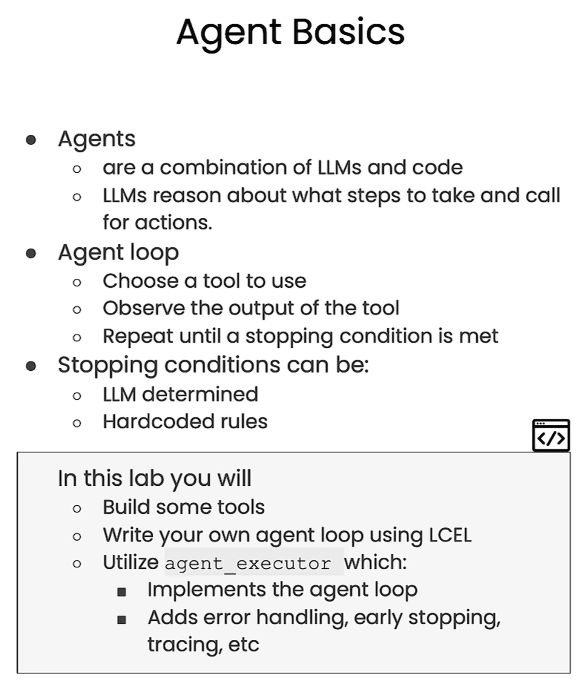 Agent Basics
● Agents
○ are a combination of LLMs and code
○ LLMs reason about what steps to take and call
for actions.
● Agent loop
○ Choose a tool to use
○ Observe the output of the tool
○ Repeat until a stopping condition is met
● Stopping conditions can be:
○ LLM determined
○ Hardcoded rules
</>
In this lab you will
○ Build some tools
○ Write your own agent loop using LCEL
○ Utilize agent_executor which:
■ Implements the agent loop
■ Adds error handling, early stopping,
tracing, etc